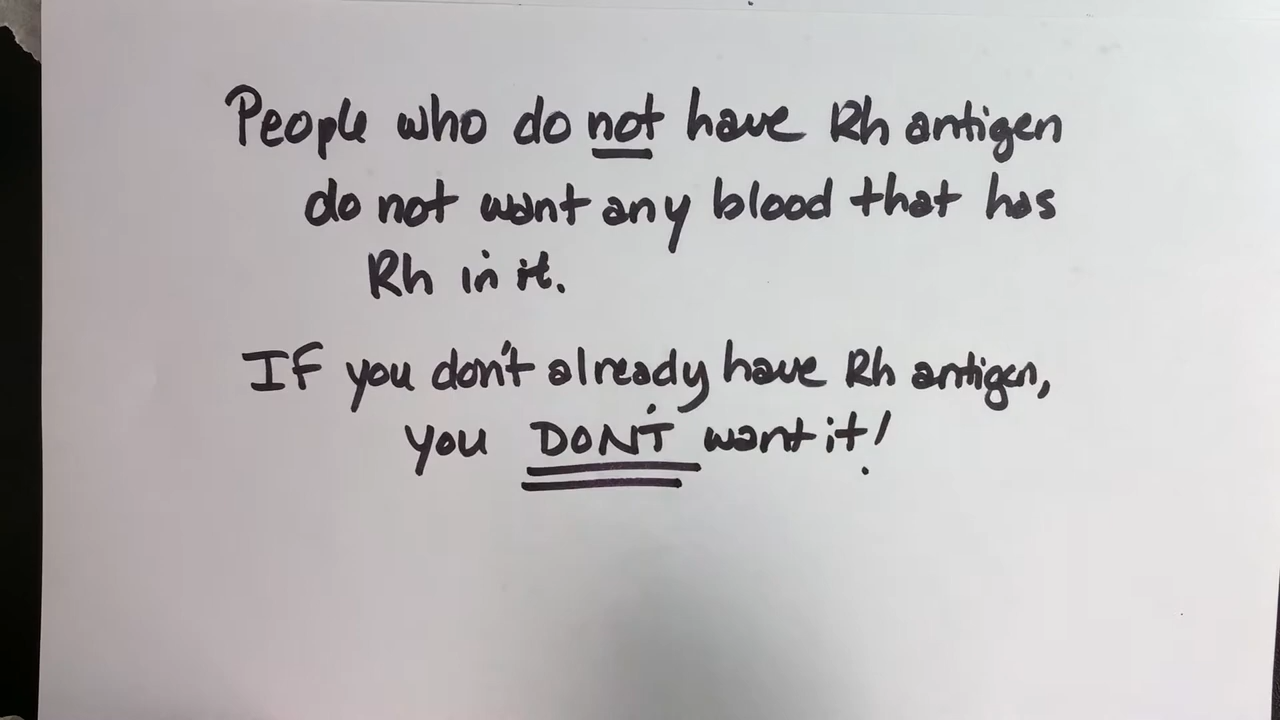 People who do not have Rh antigen
do not want any blood that has
Rh in it.
If you don't already have Rh antigen,
you DON'T want it!